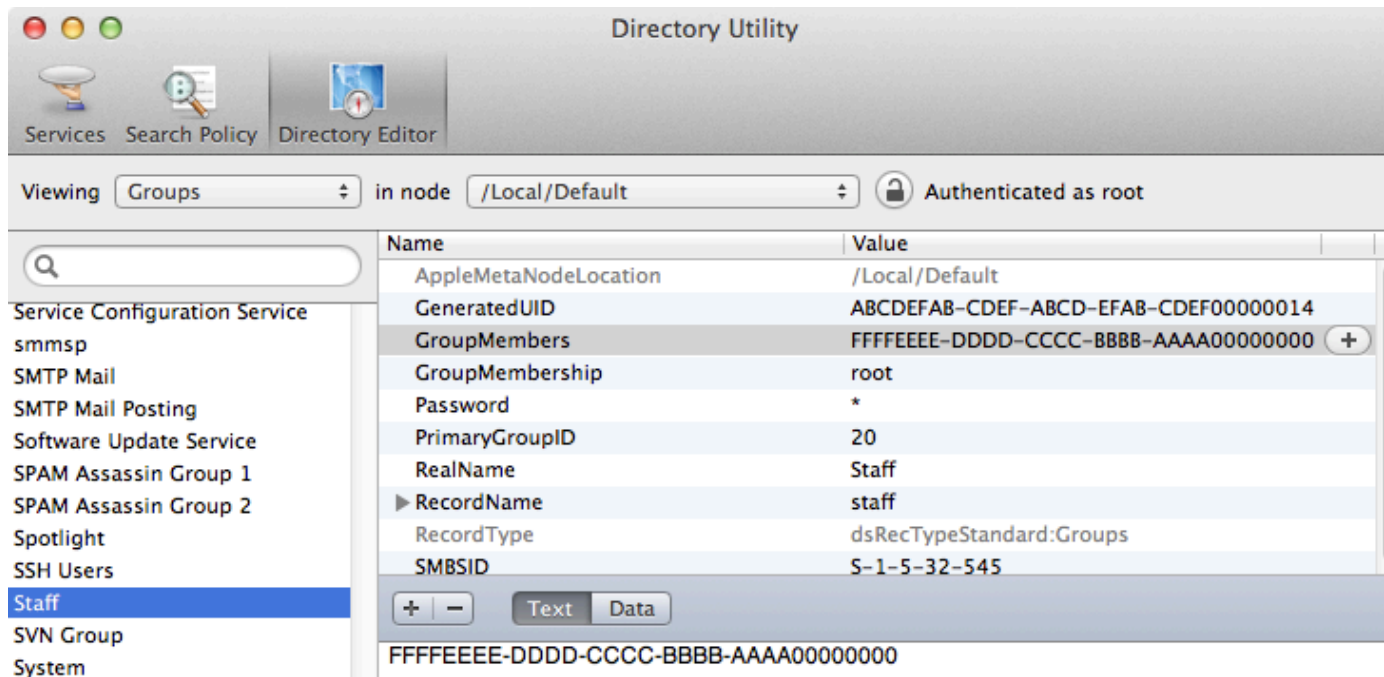 Directory Utility
Services Search Policy Directory Editor
Viewing Groups in node /Local/Default Authenticated as root
Service Configuration Service
smmsp
SMTP Mail
SMTP Mail Posting
Software Update Service
SPAM Assassin Group 1
SPAM Assassin Group 2
Spotlight
SSH Users
Staff
SVN Group
System
Name Value
AppleMetaNodeLocation /Local/Default
GeneratedUID ABCDEFAB-CDEF-ABCD-EFAB-CDEF00000014
GroupMembers FFFFEEEE-DDDD-CCCC-BBBB-AAAA00000000 +
GroupMembership root
Password *
PrimaryGroupID 20
RealName Staff
RecordName staff
RecordType dsRecTypeStandard:Groups
SMBSID S-1-5-32-545
+ - Text Data
FFFFEEEE-DDDD-CCCC-BBBB-AAAA00000000